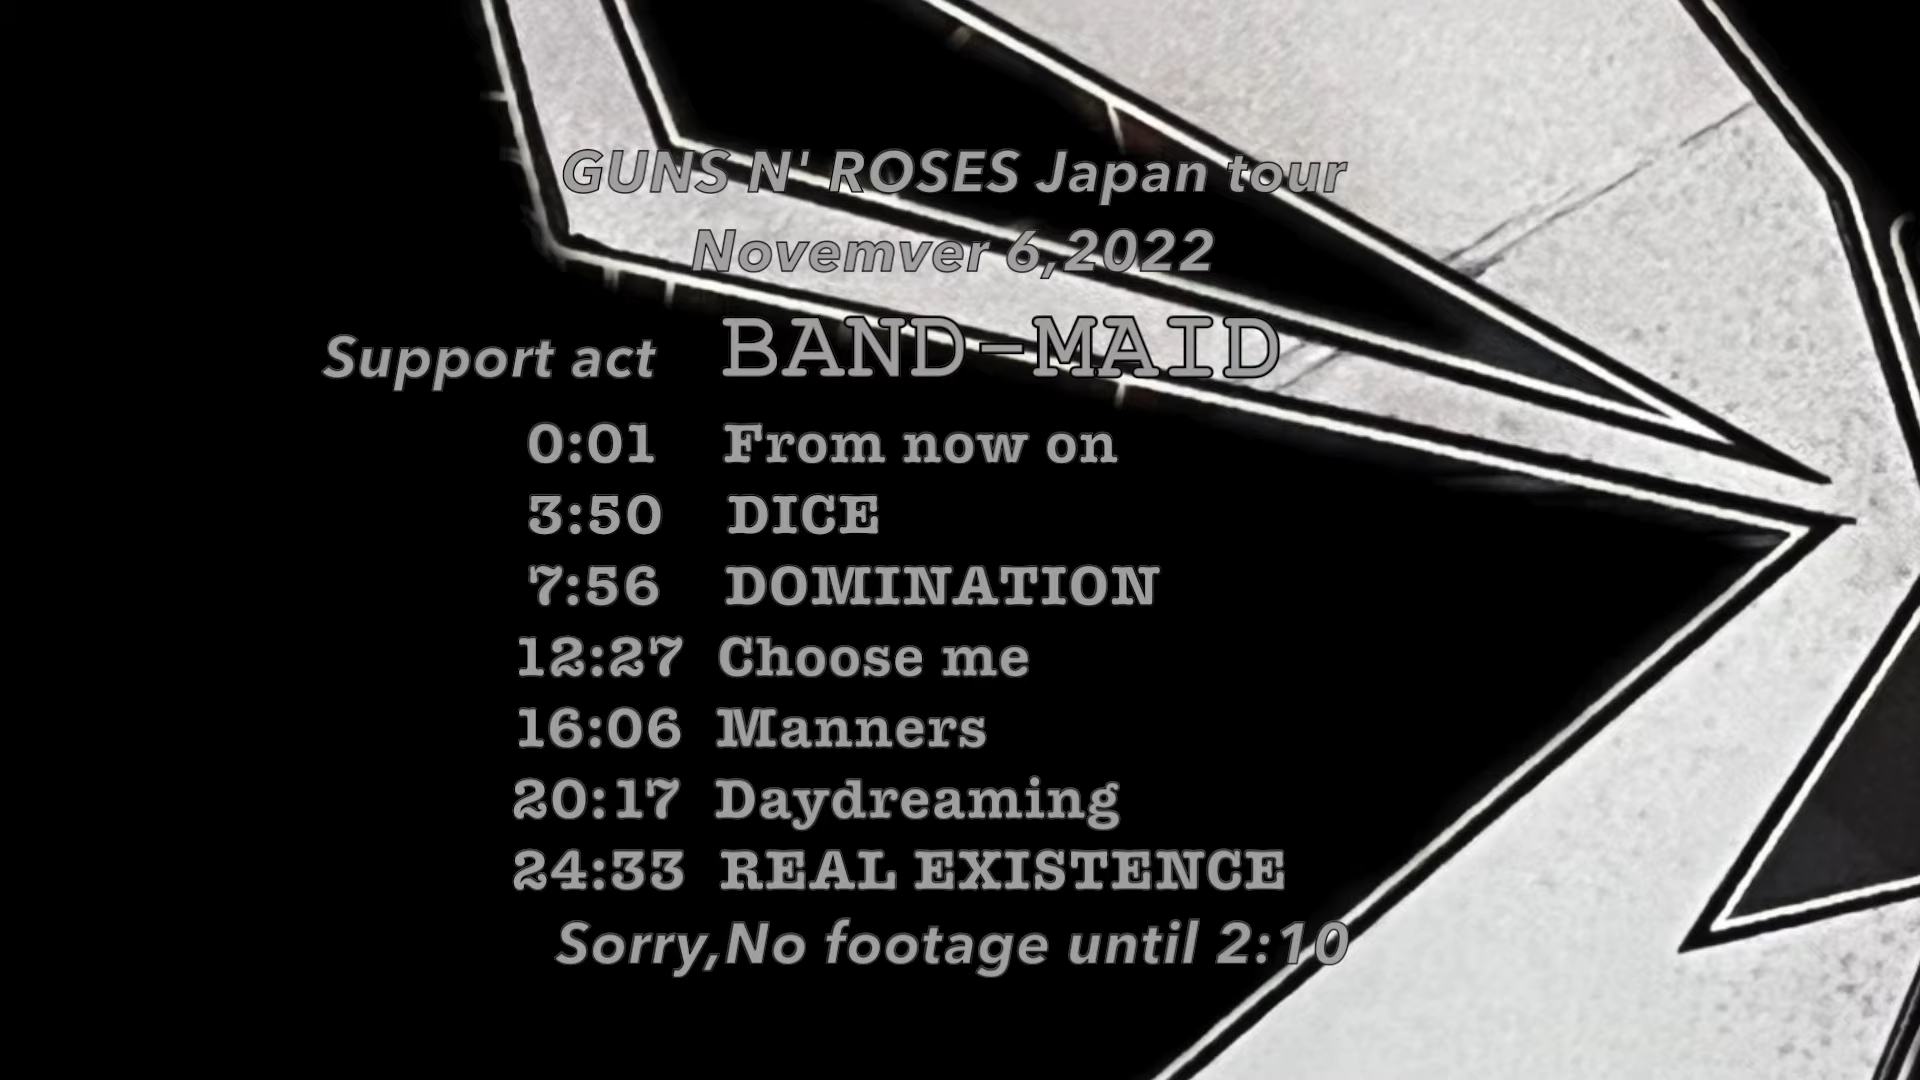 GUNS N' ROSES Japan tour
Novemver 6,2022
Support act BAND-MAID
0:01 From now on
3:50 DICE
7:56 DOMINATION
12:27 Choose me
16:06 Manners
20:17 Daydreaming
24:33 REAL EXISTENCE
Sorry,No footage until 2:10